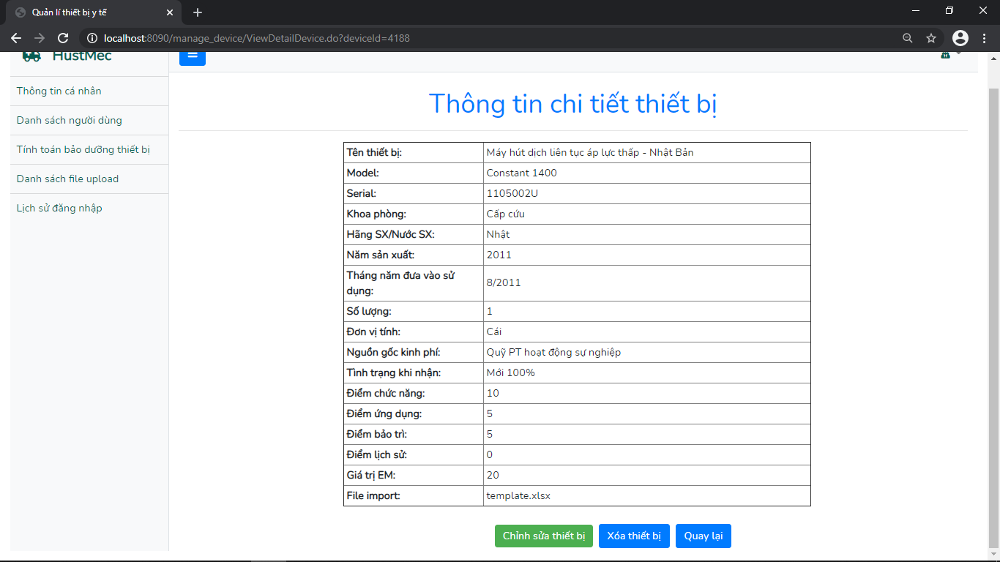 Quản lí thiết bị y tế
localhost:8090/manage_device/ViewDetailDevice.do?deviceId=4188
HustMec
Thông tin cá nhân
Danh sách người dùng
Tính toán bảo dưỡng thiết bị
Danh sách file upload
Lịch sử đăng nhập
Thông tin chi tiết thiết bị
Tên thiết bị: Máy hút dịch liên tục áp lực thấp - Nhật Bản
Model: Constant 1400
Serial: 1105002U
Khoa phòng: Cấp cứu
Hãng SX/Nước SX: Nhật
Năm sản xuất: 2011
Tháng năm đưa vào sử
dụng: 8/2011
Số lượng: 1
Đơn vị tính: Cái
Nguồn gốc kinh phí: Quỹ PT hoạt động sự nghiệp
Tình trạng khi nhận: Mới 100%
Điểm chức năng: 10
Điểm ứng dụng: 5
Điểm bảo trì: 5
Điểm lịch sử: 0
Giá trị EM: 20
File import: template.xlsx
Chỉnh sửa thiết bị Xóa thiết bị Quay lại